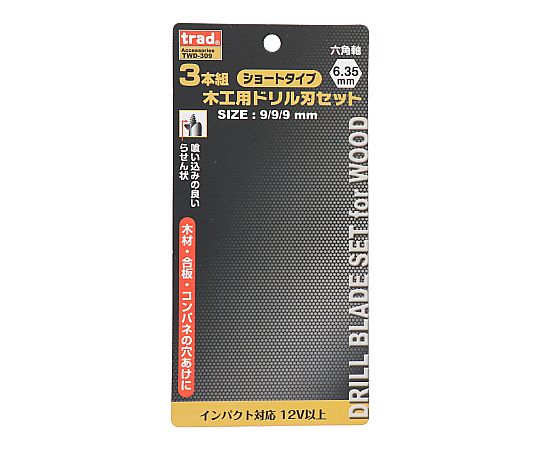 trad®
Accessories
TWD-309
六角軸
6.35
mm
3本組
ショートタイプ
木工用ドリル刃セット
SIZE : 9/9/9 mm
喰い込みの良い
らせん状
木材・合板・コンパネの穴あけに
DRILL BLADE SET for WOOD
インパクト対応 12V以上